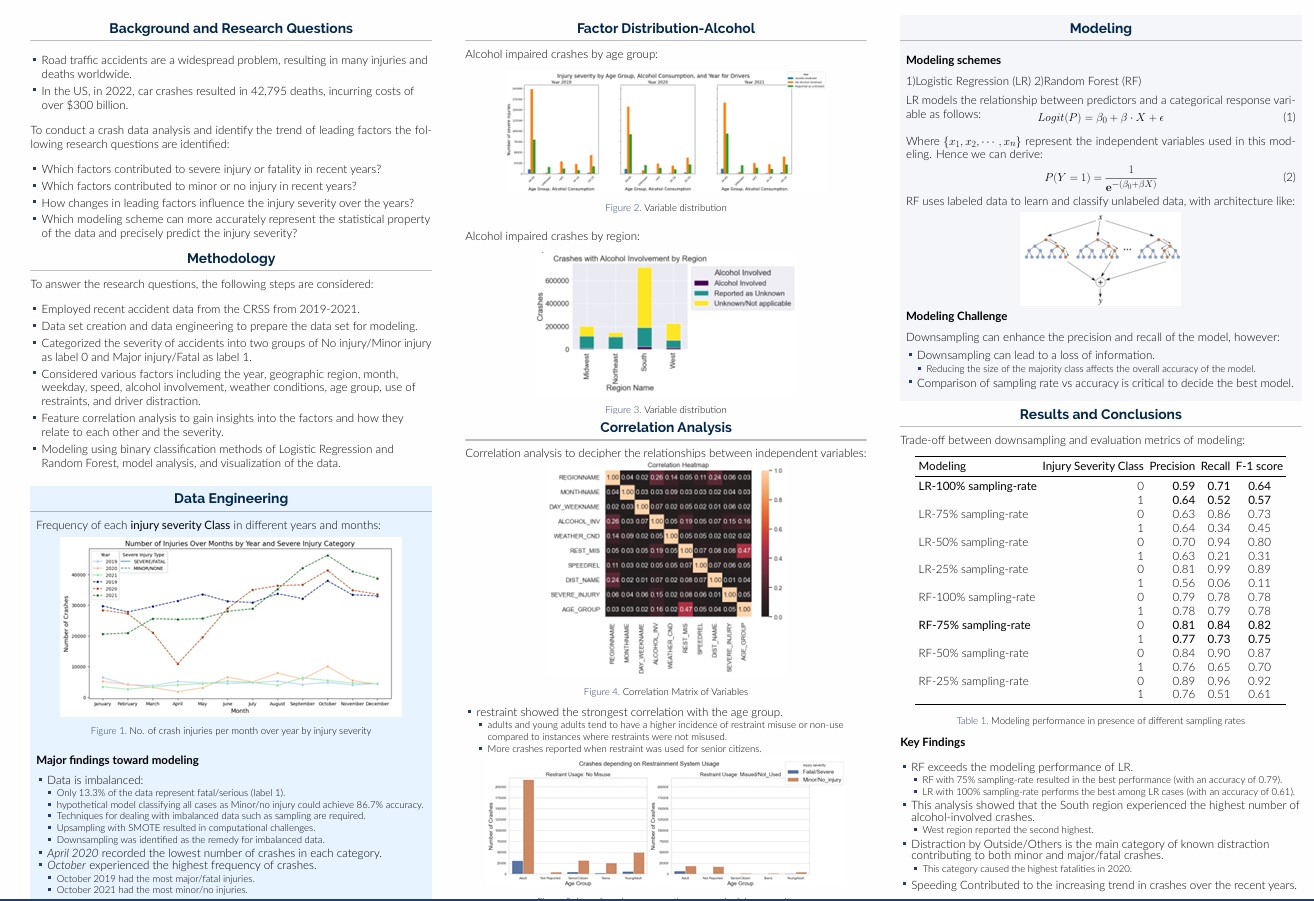 Background and Research Questions
▪ Road traffic accidents are a widespread problem, resulting in many injuries and
deaths worldwide.
▪ In the US, in 2022, car crashes resulted in 42,795 deaths, incurring costs of
over $300 billion.
To conduct a crash data analysis and identify the trend of leading factors the fol-
lowing research questions are identified:
▪ Which factors contributed to severe injury or fatality in recent years?
▪ Which factors contributed to minor or no injury in recent years?
▪ How changes in leading factors influence the injury severity over the years?
▪ Which modeling scheme can more accurately represent the statistical property
of the data and precisely predict the injury severity?
Methodology
To answer the research questions, the following steps are considered:
▪ Employed recent accident data from the CRSS from 2019-2021.
▪ Data set creation and data engineering to prepare the data set for modeling.
▪ Categorized the severity of accidents into two groups of No injury/Minor injury
as label 0 and Major injury/Fatal as label 1.
▪ Considered various factors including the year, geographic region, month,
weekday, speed, alcohol involvement, weather conditions, age group, use of
restraints, and driver distraction.
▪ Feature correlation analysis to gain insights into the factors and how they
relate to each other and the severity.
▪ Modeling using binary classification methods of Logistic Regression and
Random Forest, model analysis, and visualization of the data.
Data Engineering
Frequency of each injury severity Class in different years and months:
Number of Injuries Over Months by Year and Severe Injury Category
Year
2019
2020
2021
2019
2020
2021
Severe Injury Type
SEVERE/FATAL
MINOR/NONE
Number of Crashes
40000
30000
20000
10000
0
January February March April May June July August September October November December
Month
Figure 1. No. of crash injuries per month over year by injury severity
Major findings toward modeling
▪ Data is imbalanced:
▪ Only 13.3% of the data represent fatal/serious (label 1).
▪ hypothetical model classifying all cases as Minor/no injury could achieve 86.7% accuracy.
▪ Techniques for dealing with imbalanced data such as sampling are required.
▪ Upsampling with SMOTE resulted in computational challenges.
▪ Downsampling was identified as the remedy for imbalanced data.
▪ April 2020 recorded the lowest number of crashes in each category.
▪ October experienced the highest frequency of crashes.
▪ October 2019 had the most major/fatal injuries.
▪ October 2021 had the most minor/no injuries.
Factor Distribution-Alcohol
Alcohol impaired crashes by age group:
Injury severity by Age Group, Alcohol Consumption, and Year for Drivers
Year 2019
Year 2020
Year 2021
Number of severe injuries
Age Group, Alcohol Consumption
Age Group, Alcohol Consumption
Age Group, Alcohol Consumption
Figure 2. Variable distribution
Alcohol impaired crashes by region:
Crashes with Alcohol Involvement by Region
Crashes
600000
400000
200000
0
Midwest
Northeast
South
West
Region Name
Alcohol Involved
Alcohol Involved
Reported as Unknown
Unknown/Not applicable
Figure 3. Variable distribution
Correlation Analysis
Correlation analysis to decipher the relationships between independent variables:
Correlation Heatmap
REGIONNAME 1.00 0.04 0.02 0.26 0.14 0.05 0.11 0.24 0.06 0.03
MONTHNAME 0.04 1.00 0.03 0.03 0.09 0.03 0.03 0.02 0.03 0.02
DAY_WEEKNAME 0.02 0.03 1.00 0.07 0.02 0.05 0.02 0.01 0.06 0.02
ALCOHOL_INV 0.26 0.03 0.07 1.00 0.05 0.19 0.05 0.07 0.15 0.16
WEATHER_CND 0.14 0.09 0.02 0.05 1.00 0.05 0.07 0.02 0.02 0.02
REST_MIS 0.05 0.03 0.05 0.19 0.05 1.00 0.07 0.08 0.15 0.47
SPEEDREL 0.11 0.03 0.02 0.05 0.07 0.07 1.00 0.01 0.05 0.07
DIST_NAME 0.24 0.02 0.01 0.07 0.02 0.08 0.01 1.00 0.04 0.04
SEVERE_INJURY
AGE_GROUP 0.03 0.02 0.02 0.16 0.02 0.47 0.07 0.04 0.05 1.00
REGIONNAME
MONTHNAME
DAY_WEEKNAME
ALCOHOL_INV
WEATHER_CND
REST_MIS
SPEEDREL
DIST_NAME
SEVERE_INJURY
AGE_GROUP
1.0
0.8
0.6
0.4
0.2
0.0
Figure 4. Correlation Matrix of Variables
▪ restraint showed the strongest correlation with the age group.
▪ adults and young adults tend to have a higher incidence of restraint misuse or non-use
compared to instances where restraints were not misused.
▪ More crashes reported when restraint was used for senior citizens.
Crashes depending on Restrainment System Usage
Restraint Usage: No Misuse
Restraint Usage: Misued/Not_Used
Injury severity
Fatal/Severe
Minor/No_injury
Number of Crashes
Number of Crashes
Adult Not Reported Senior Citizen Teens YoungAdult
Age Group
Adult Not Reported Senior Citizen Teens YoungAdult
Age Group
Modeling
Modeling schemes
1)Logistic Regression (LR) 2)Random Forest (RF)
LR models the relationship between predictors and a categorical response vari-
able as follows: Logit(P) = β0 + β · X + ϵ (1)
Where {x1, x2, · · · , xn} represent the independent variables used in this mod-
eling. Hence we can derive:
P(Y = 1) = 1 / e−(β0+βX) (2)
RF uses labeled data to learn and classify unlabeled data, with architecture like:
x
...
+
y
Modeling Challenge
Downsampling can enhance the precision and recall of the model, however:
▪ Downsampling can lead to a loss of information.
▪ Reducing the size of the majority class affects the overall accuracy of the model.
▪ Comparison of sampling rate vs accuracy is critical to decide the best model.
Results and Conclusions
Trade-off between downsampling and evaluation metrics of modeling:
Modeling Injury Severity Class Precision Recall F-1 score
LR-100% sampling-rate 0 0.59 0.71 0.64
1 0.64 0.52 0.57
LR-75% sampling-rate 0 0.63 0.86 0.73
1 0.64 0.34 0.45
LR-50% sampling-rate 0 0.70 0.94 0.80
1 0.63 0.21 0.31
LR-25% sampling-rate 0 0.81 0.99 0.89
1 0.56 0.06 0.11
RF-100% sampling-rate 0 0.79 0.78 0.78
1 0.78 0.79 0.78
RF-75% sampling-rate 0 0.81 0.84 0.82
1 0.77 0.73 0.75
RF-50% sampling-rate 0 0.84 0.90 0.87
1 0.76 0.65 0.70
RF-25% sampling-rate 0 0.89 0.96 0.92
1 0.76 0.51 0.61
Table 1. Modeling performance in presence of different sampling rates
Key Findings
▪ RF exceeds the modeling performance of LR.
▪ RF with 75% sampling-rate resulted in the best performance (with an accuracy of 0.79).
▪ LR with 100% sampling-rate performs the best among LR cases (with an accuracy of 0.61).
▪ This analysis showed that the South region experienced the highest number of
alcohol-involved crashes.
▪ West region reported the second highest.
▪ Distraction by Outside/Others is the main category of known distraction
contributing to both minor and major/fatal crashes.
▪ This category caused the highest fatalities in 2020.
▪ Speeding Contributed to the increasing trend in crashes over the recent years.